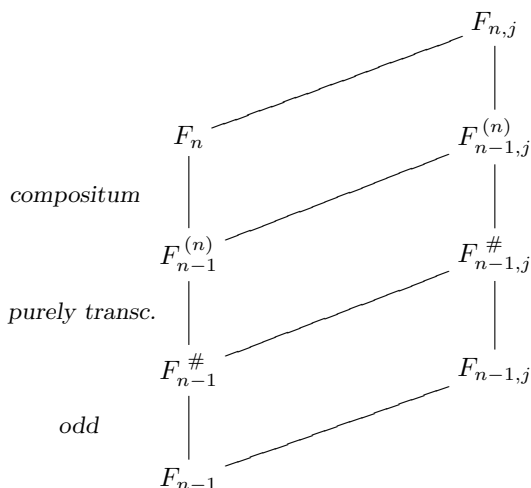 F_{n,j}
F_n
F_{n-1,j}^{(n)}
compositum
F_{n-1}^{(n)}
F_{n-1,j}^{#}
purely transc.
F_{n-1}^{#}
F_{n-1,j}
odd
F_{n-1}